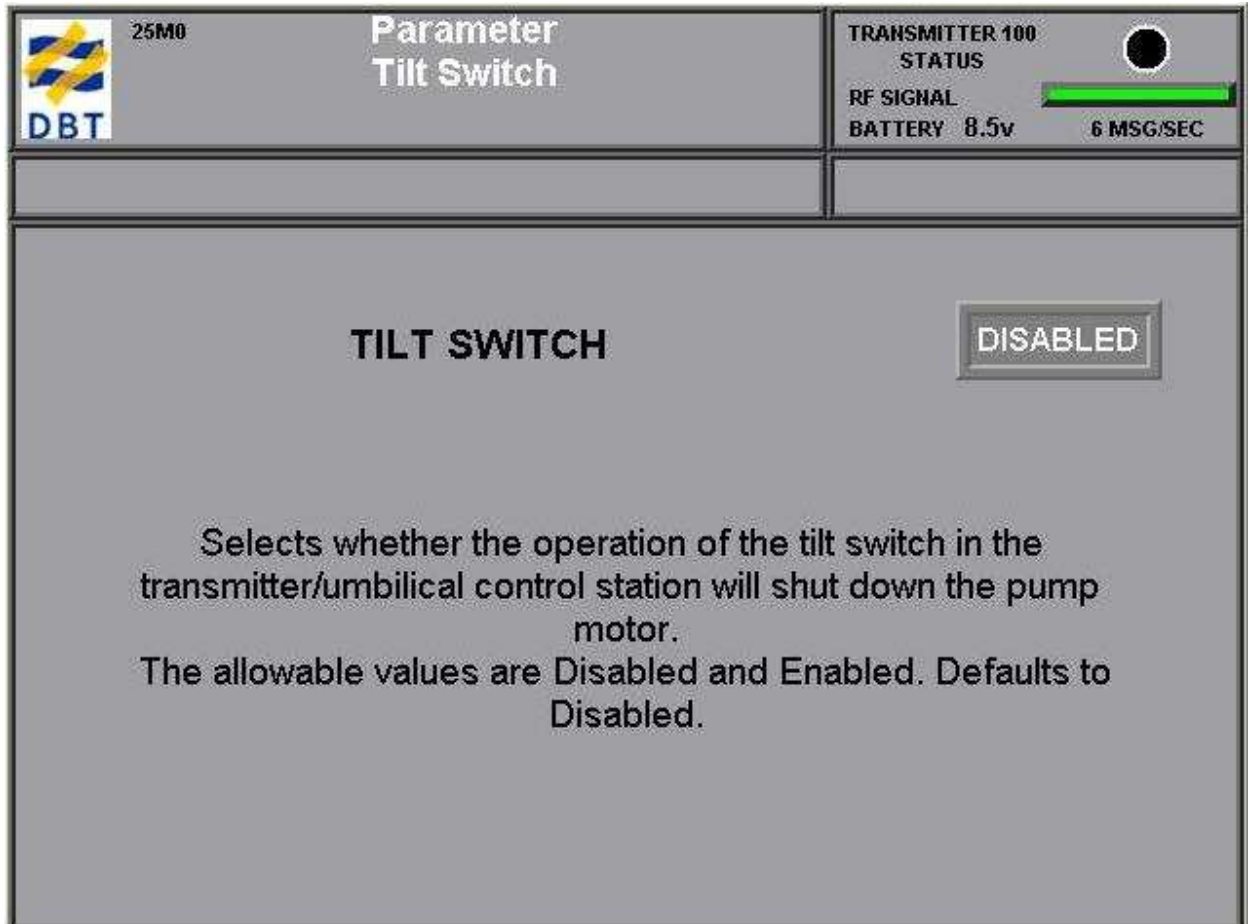 DBT
25M0
Parameter
Tilt Switch
TRANSMITTER 100
STATUS
RF SIGNAL
BATTERY 8.5v 6 MSG/SEC
TILT SWITCH
DISABLED
Selects whether the operation of the tilt switch in the
transmitter/umbilical control station will shut down the pump
motor.
The allowable values are Disabled and Enabled. Defaults to
Disabled.